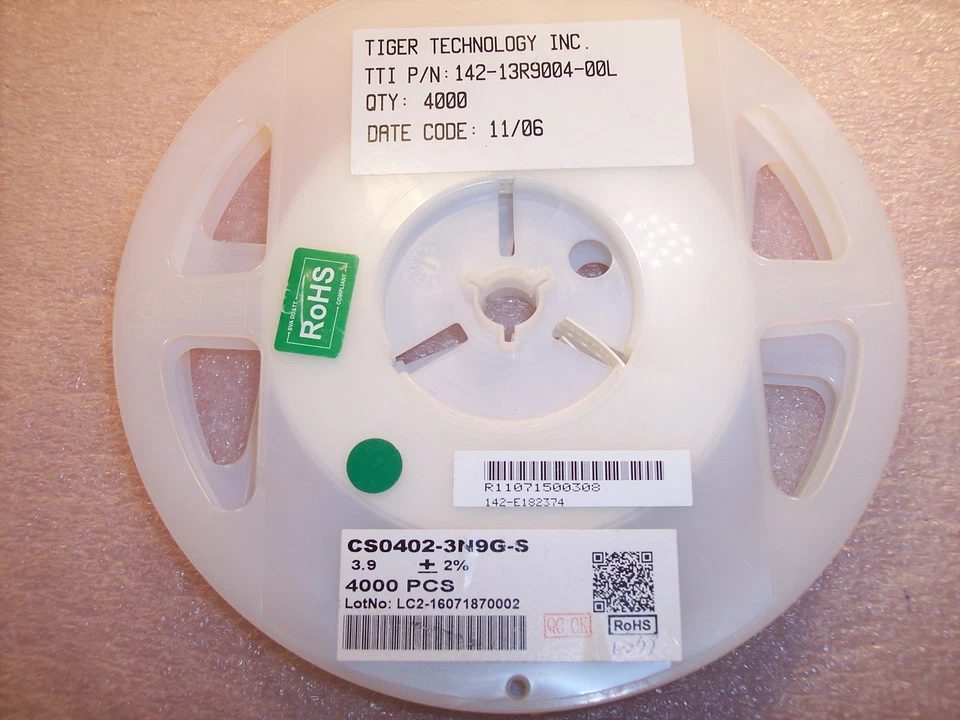 TIGER TECHNOLOGY INC.
TTI P/N: 142-13R9004-00L
QTY: 4000
DATE CODE: 11/06
RoHS
COMPLIANT
R11071500308
142-E182374
CS0402-3N9G-S
3.9 ± 2%
4000 PCS
LotNo: LC2-16071870002
QC OK
RoHS